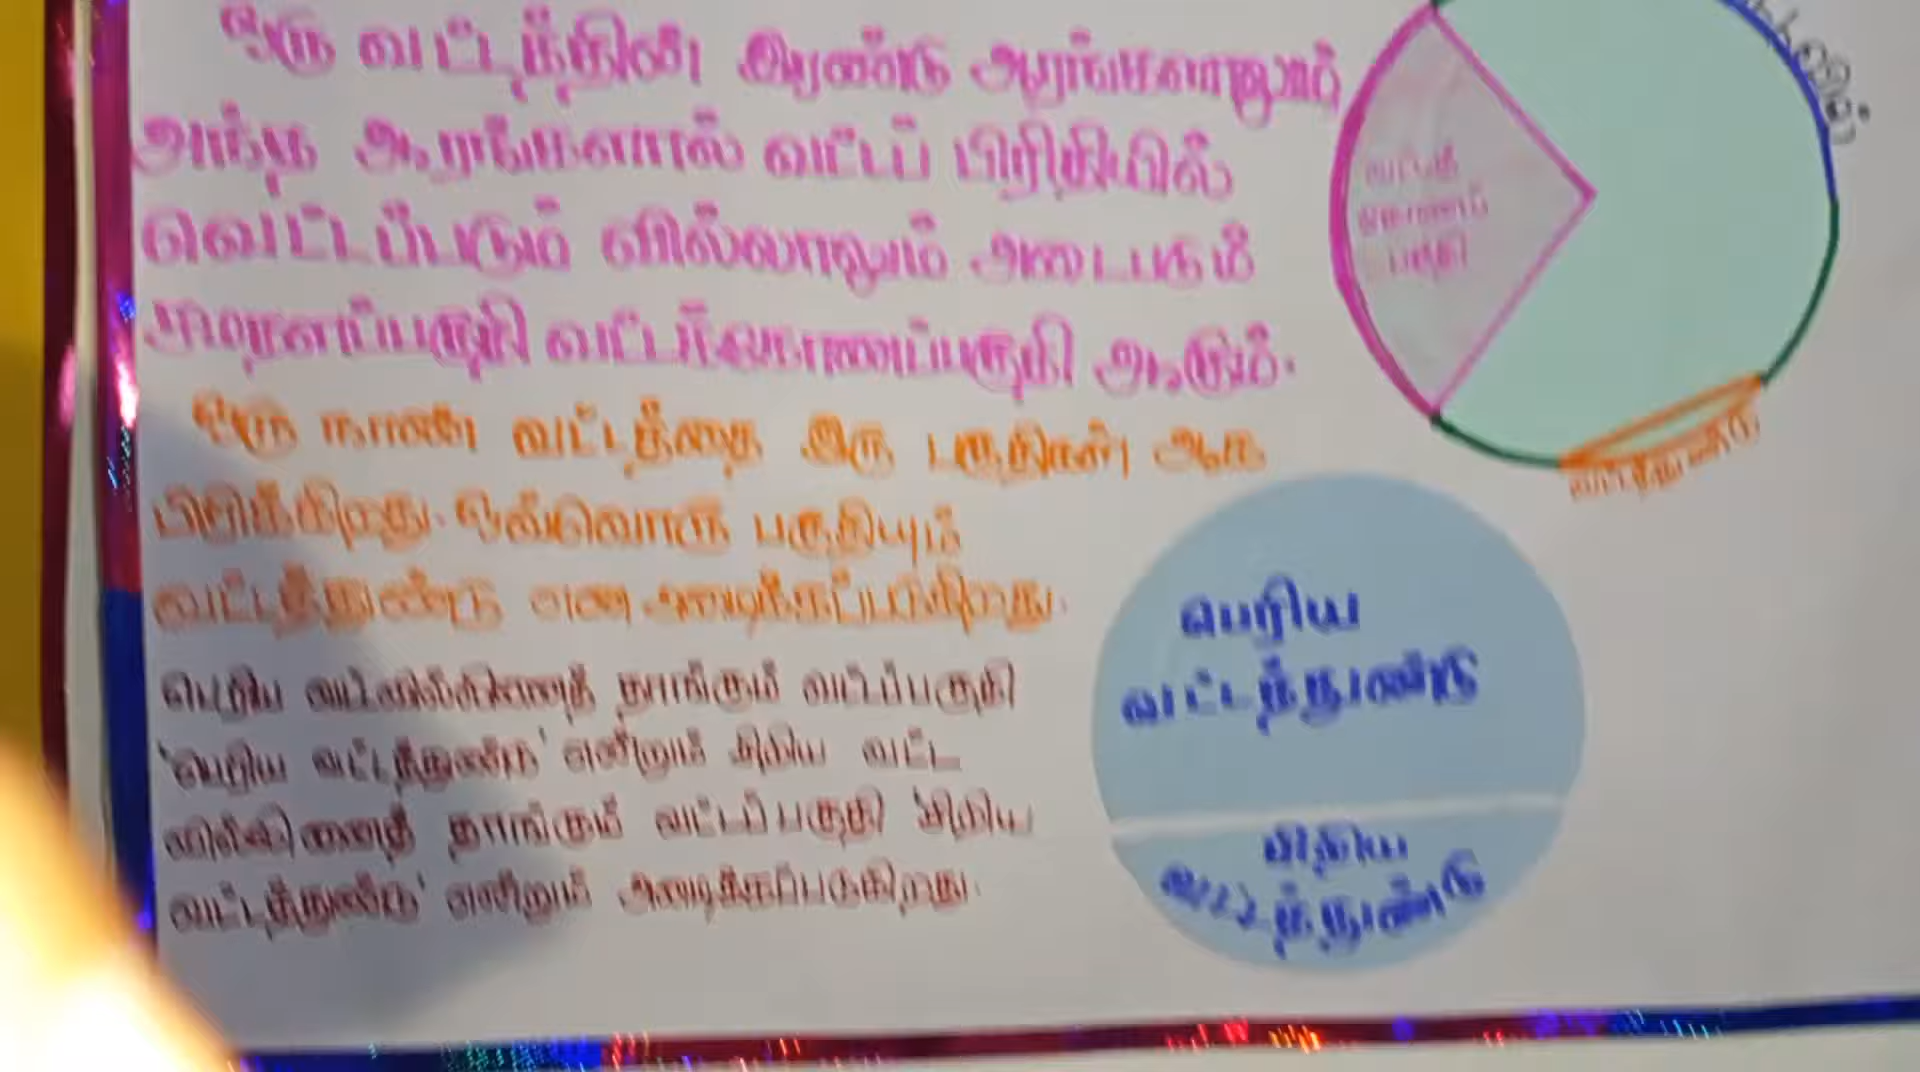 ஒரு வட்டத்தின் இரண்டு ஆரங்களாலும்
அந்த ஆரங்களால் வட்டப் பிரிதியில்
வெட்டப்படும் வில்லாலும் அடைபடும்
வட்டக்கோணப்பகுதி ஆகும்.
ஒரு நாண் வட்டத்தை இரு பகுதிகள் ஆக
பிரிக்கிறது. ஒவ்வொரு பகுதியும்
வட்டத்துண்டு என அழைக்கப்படுகிறது.
பெரிய வட்டவில்லினைத் தாங்கும் வட்டப்பகுதி
'பெரிய வட்டத்துண்டு' என்றும் சிறிய வட்ட
வில்லினைத் தாங்கும் வட்டப்பகுதி 'சிறிய
வட்டத்துண்டு' என்றும் அழைக்கப்படுகிறது.
வட்டக்
கோணப்
பகுதி
வட்டத்துண்டு
பெரிய
வட்டத்துண்டு
சிறிய
வட்டத்துண்டு